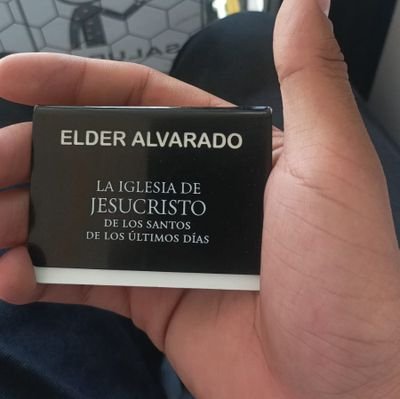 ELDER ALVARADO
LA IGLESIA DE
JESUCRISTO
DE LOS SANTOS
DE LOS ÚLTIMOS DÍAS